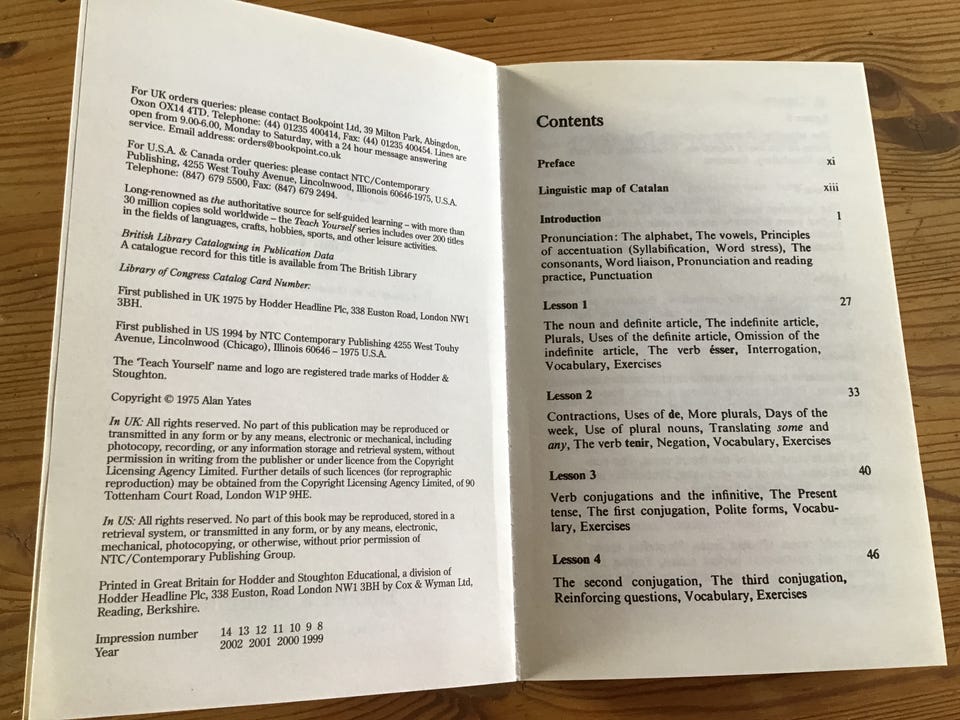 For UK orders queries: please contact Bookpoint Ltd, 39 Milton Park, Abingdon,
Oxon OX14 4TD. Telephone: (44) 01235 400414, Fax: (44) 01235 400454. Lines are
open from 9.00-6.00, Monday to Saturday, with a 24 hour message answering
service. Email address: orders@bookpoint.co.uk
For U.S.A. & Canada order queries: please contact NTC/Contemporary
Publishing, 4255 West Touhy Avenue, Lincolnwood, Illionois 60646-1975, U.S.A.
Telephone: (847) 679 5500, Fax: (847) 679 2494.
Long-renowned as the authoritative source for self-guided learning – with more than
30 million copies sold worldwide – the Teach Yourself series includes over 200 titles
in the fields of languages, crafts, hobbies, sports, and other leisure activities.
British Library Cataloguing in Publication Data
A catalogue record for this title is available from The British Library
Library of Congress Catalog Card Number:
First published in UK 1975 by Hodder Headline Plc, 338 Euston Road, London NW1
3BH.
First published in US 1994 by NTC Contemporary Publishing 4255 West Touhy
Avenue, Lincolnwood (Chicago), Illinois 60646 – 1975 U.S.A.
The 'Teach Yourself' name and logo are registered trade marks of Hodder &
Stoughton.
Copyright © 1975 Alan Yates
In UK: All rights reserved. No part of this publication may be reproduced or
transmitted in any form or by any means, electronic or mechanical, including
photocopy, recording, or any information storage and retrieval system, without
permission in writing from the publisher or under licence from the Copyright
Licensing Agency Limited. Further details of such licences (for reprographic
reproduction) may be obtained from the Copyright Licensing Agency Limited, of 90
Tottenham Court Road, London W1P 9HE.
In US: All rights reserved. No part of this book may be reproduced, stored in a
retrieval system, or transmitted in any form, or by any means, electronic,
mechanical, photocopying, or otherwise, without prior permission of
NTC/Contemporary Publishing Group.
Printed in Great Britain for Hodder and Stoughton Educational, a division of
Hodder Headline Plc, 338 Euston, Road London NW1 3BH by Cox & Wyman Ltd,
Reading, Berkshire.
Impression number 14 13 12 11 10 9 8
Year 2002 2001 2000 1999
Contents
Preface xi
Linguistic map of Catalan xiii
Introduction 1
Pronunciation: The alphabet, The vowels, Principles
of accentuation (Syllabification, Word stress), The
consonants, Word liaison, Pronunciation and reading
practice, Punctuation
Lesson 1 27
The noun and definite article, The indefinite article,
Plurals, Uses of the definite article, Omission of the
indefinite article, The verb ésser, Interrogation,
Vocabulary, Exercises
Lesson 2 33
Contractions, Uses of de, More plurals, Days of the
week, Use of plural nouns, Translating some and
any, The verb tenir, Negation, Vocabulary, Exercises
Lesson 3 40
Verb conjugations and the infinitive, The Present
tense, The first conjugation, Polite forms, Vocabu-
lary, Exercises
Lesson 4 46
The second conjugation, The third conjugation,
Reinforcing questions, Vocabulary, Exercises